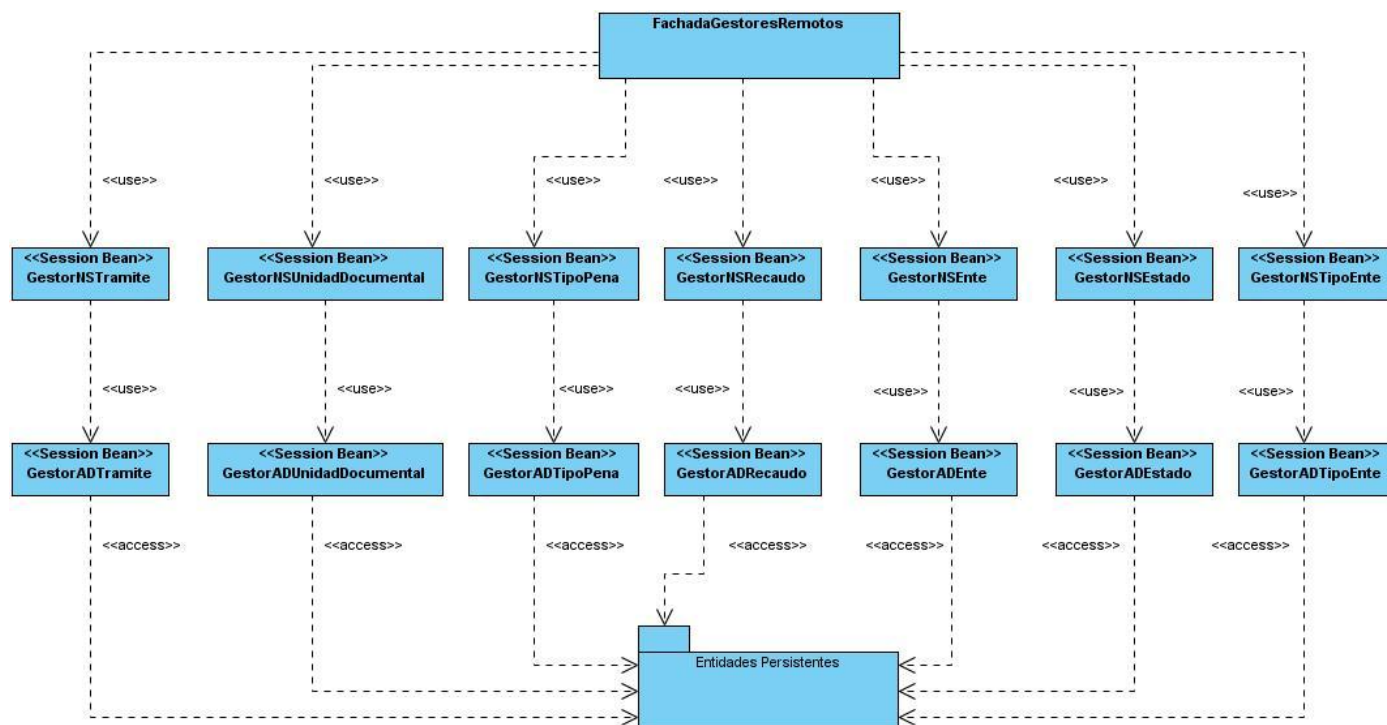 FachadaGestoresRemotos
<<use>> <<use>> <<use>> <<use>> <<use>> <<use>> <<use>>
<<Session Bean>> <<Session Bean>> <<Session Bean>> <<Session Bean>> <<Session Bean>> <<Session Bean>> <<Session Bean>>
GestorNSTramite GestorNSUnidadDocumental GestorNSTipoPena GestorNSRecaudo GestorNSEnte GestorNSEstado GestorNSTipoEnte
<<use>> <<use>> <<use>> <<use>> <<use>> <<use>> <<use>>
<<Session Bean>> <<Session Bean>> <<Session Bean>> <<Session Bean>> <<Session Bean>> <<Session Bean>> <<Session Bean>>
GestorADTramite GestorADUnidadDocumental GestorADTipoPena GestorADRecaudo GestorADEnte GestorADEstado GestorADTipoEnte
<<access>> <<access>> <<access>> <<access>> <<access>> <<access>> <<access>>
Entidades Persistentes